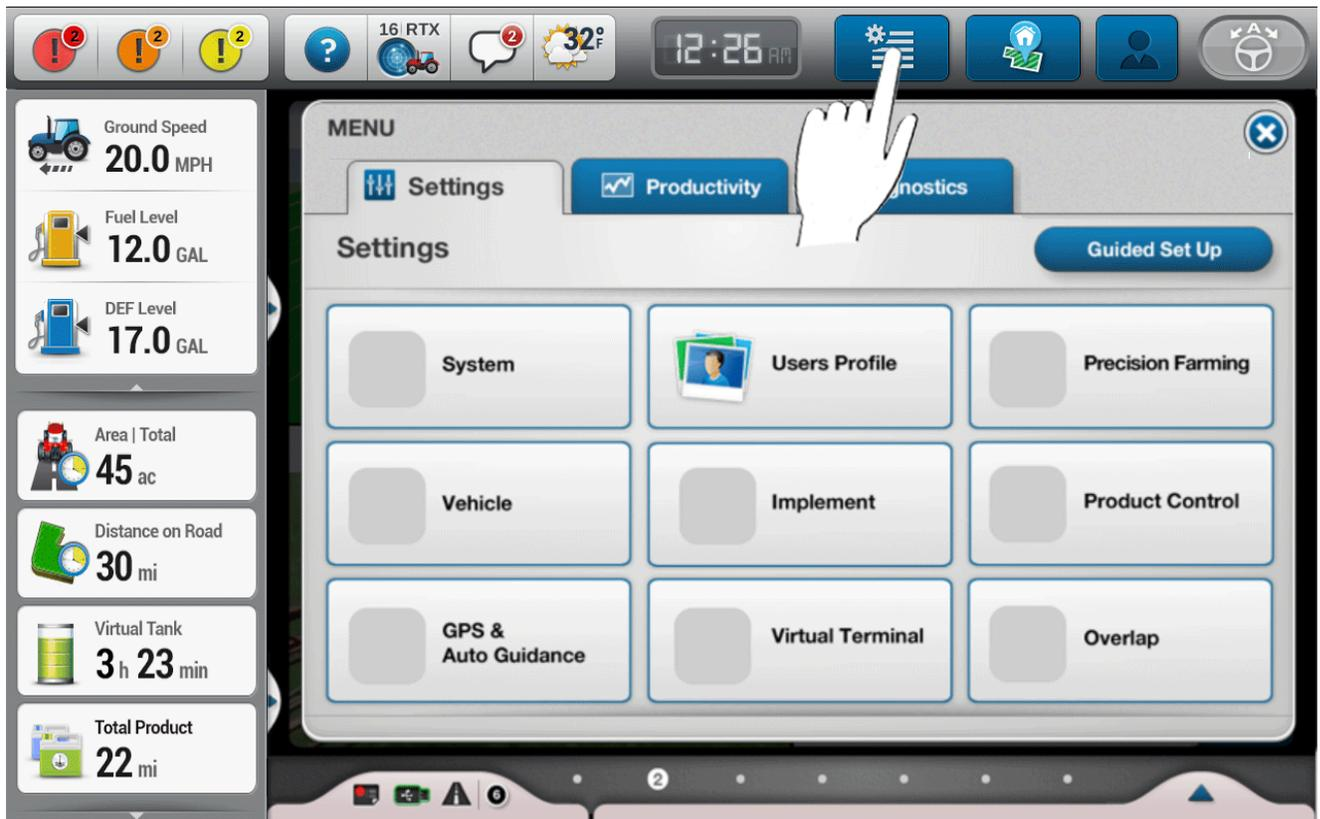 2
2
2
?
16 RTX
2
32°F
12:26 AM
A
Ground Speed
20.0 MPH
Fuel Level
12.0 GAL
DEF Level
17.0 GAL
Area | Total
45 ac
Distance on Road
30 mi
Virtual Tank
3 h 23 min
Total Product
22 mi
MENU
Settings
Productivity
gnostics
Settings
Guided Set Up
System
Users Profile
Precision Farming
Vehicle
Implement
Product Control
GPS &
Auto Guidance
Virtual Terminal
Overlap
6
2